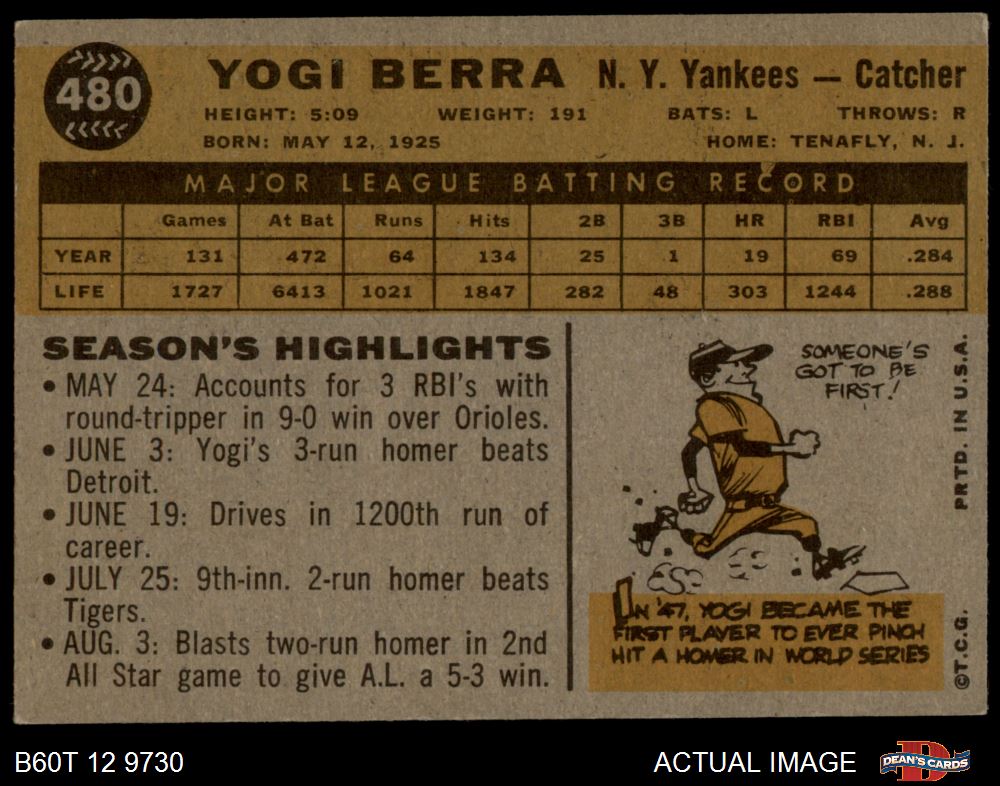 480
YOGI BERRA N. Y. Yankees — Catcher
HEIGHT: 5:09 WEIGHT: 191 BATS: L THROWS: R
BORN: MAY 12, 1925 HOME: TENAFLY, N. J.
MAJOR LEAGUE BATTING RECORD
Games At Bat Runs Hits 2B 3B HR RBI Avg
YEAR 131 472 64 134 25 1 19 69 .284
LIFE 1727 6413 1021 1847 282 48 303 1244 .288
SEASON'S HIGHLIGHTS
• MAY 24: Accounts for 3 RBI's with
round-tripper in 9-0 win over Orioles.
• JUNE 3: Yogi's 3-run homer beats
Detroit.
• JUNE 19: Drives in 1200th run of
career.
• JULY 25: 9th-inn. 2-run homer beats
Tigers.
• AUG. 3: Blasts two-run homer in 2nd
All Star game to give A.L. a 5-3 win.
SOMEONE'S
GOT TO BE
FIRST!
IN '47, YOGI BECAME THE
FIRST PLAYER TO EVER PINCH
HIT A HOMER IN WORLD SERIES
PRTD. IN U.S.A.
©T.C.G.
B60T 12 9730 ACTUAL IMAGE
DEAN'S CARDS